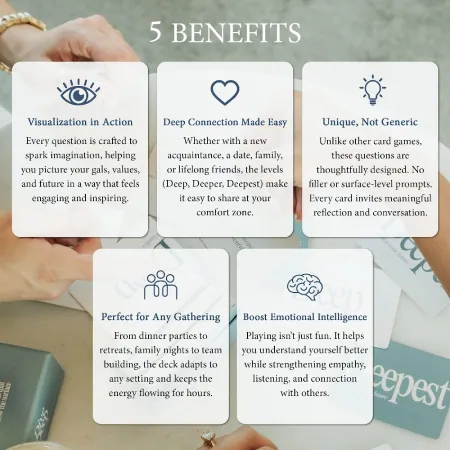 5 BENEFITS
Visualization in Action
Every question is crafted to
spark imagination, helping
you picture your gals, values,
and future in a way that feels
engaging and inspiring.
Deep Connection Made Easy
Whether with a new
acquaintance, a date, family,
or lifelong friends, the levels
(Deep, Deeper, Deepest) make
it easy to share at your
comfort zone.
Unique, Not Generic
Unlike other card games,
these questions are
thoughtfully designed. No
filler or surface-level prompts.
Every card invites meaningful
reflection and conversation.
Perfect for Any Gathering
From dinner parties to
retreats, family nights to team
building, the deck adapts to
any setting and keeps the
energy flowing for hours.
Boost Emotional Intelligence
Playing isn't just fun. It helps
you understand yourself better
while strengthening empathy,
listening, and connection
with others.
eepest